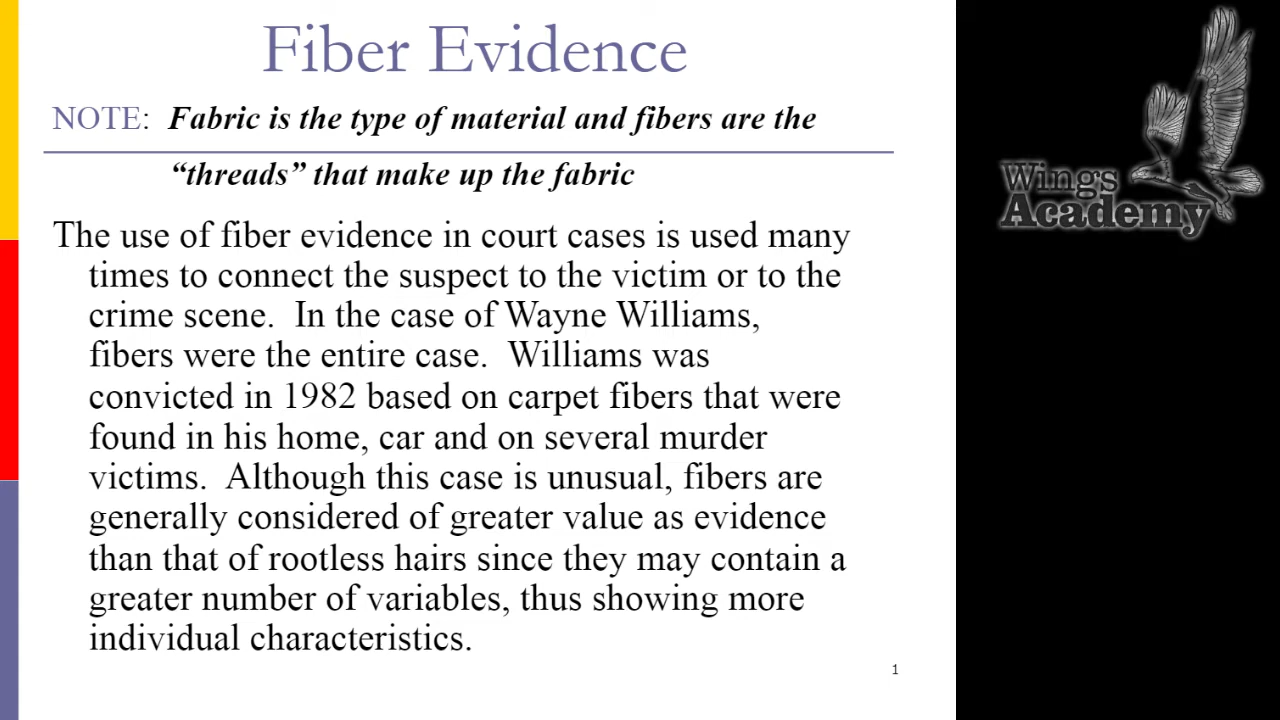 Fiber Evidence
NOTE: Fabric is the type of material and fibers are the
“threads” that make up the fabric
The use of fiber evidence in court cases is used many
times to connect the suspect to the victim or to the
crime scene. In the case of Wayne Williams,
fibers were the entire case. Williams was
convicted in 1982 based on carpet fibers that were
found in his home, car and on several murder
victims. Although this case is unusual, fibers are
generally considered of greater value as evidence
than that of rootless hairs since they may contain a
greater number of variables, thus showing more
individual characteristics.
1
Wings
Academy